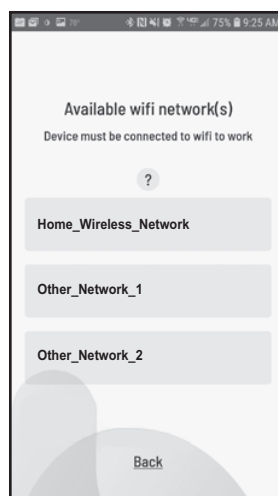 70° 75% 9:25 AM
Available wifi network(s)
Device must be connected to wifi to work
?
Home_Wireless_Network
Other_Network_1
Other_Network_2
Back